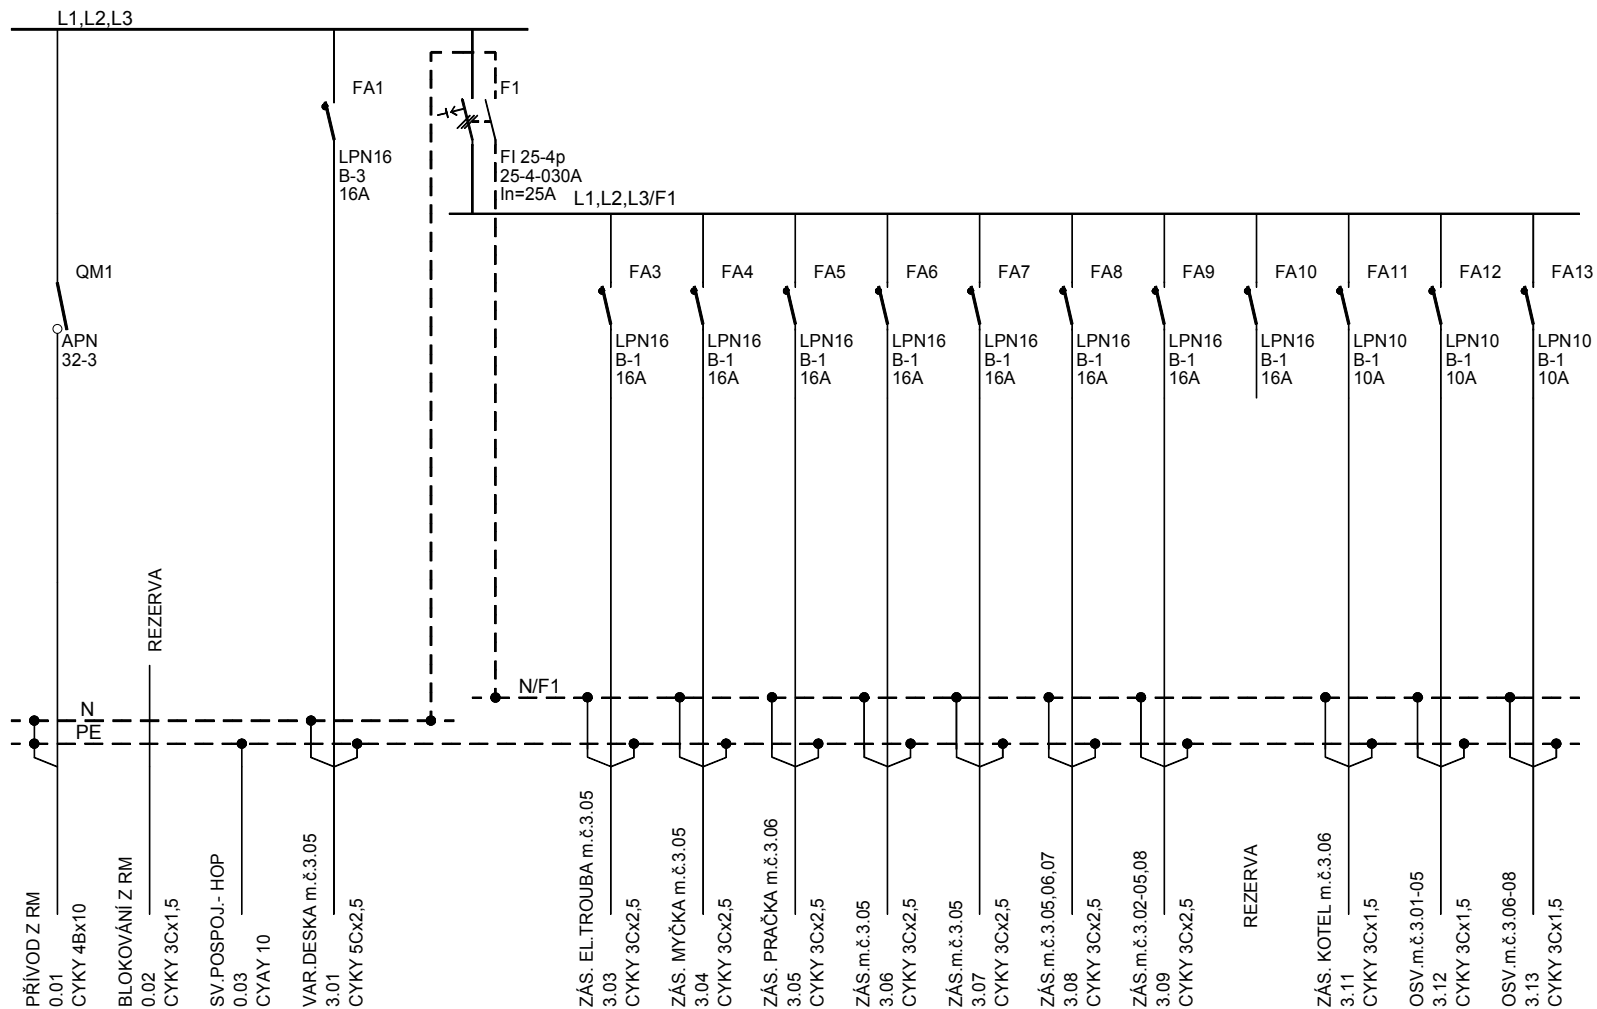 L1,L2,L3
FA1
LPN16
B-3
16A
F1
FI 25-4p
25-4-030A
In=25A
L1,L2,L3/F1
QM1
APN
32-3
FA3
LPN16
B-1
16A
FA4
LPN16
B-1
16A
FA5
LPN16
B-1
16A
FA6
LPN16
B-1
16A
FA7
LPN16
B-1
16A
FA8
LPN16
B-1
16A
FA9
LPN16
B-1
16A
FA10
LPN16
B-1
16A
FA11
LPN10
B-1
10A
FA12
LPN10
B-1
10A
FA13
LPN10
B-1
10A
REZERVA
N/F1
N
PE
PŘÍVOD Z RM
0.01
CYKY 4Bx10
BLOKOVÁNÍ Z RM
0.02
CYKY 3Cx1,5
SV.POSPOJ.- HOP
0.03
CYAY 10
VAR.DESKA m.č.3.05
3.01
CYKY 5Cx2,5
ZÁS. EL.TROUBA m.č.3.05
3.03
CYKY 3Cx2,5
ZÁS. MYČKA m.č.3.05
3.04
CYKY 3Cx2,5
ZÁS. PRAČKA m.č.3.06
3.05
CYKY 3Cx2,5
ZÁS.m.č.3.05
3.06
CYKY 3Cx2,5
ZÁS.m.č.3.05
3.07
CYKY 3Cx2,5
ZÁS.m.č.3.05,06,07
3.08
CYKY 3Cx2,5
ZÁS.m.č.3.02-05,08
3.09
CYKY 3Cx2,5
REZERVA
ZÁS. KOTEL m.č.3.06
3.11
CYKY 3Cx1,5
OSV.m.č.3.01-05
3.12
CYKY 3Cx1,5
OSV.m.č.3.06-08
3.13
CYKY 3Cx1,5